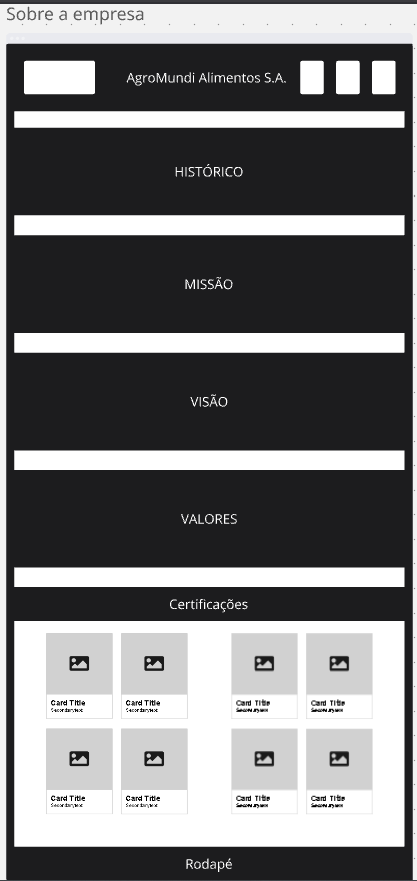 Sobre a empresa
AgroMundi Alimentos S.A.
HISTÓRICO
MISSÃO
VISÃO
VALORES
Certificações
Card Title Card Title Card Title Card Title
Secondary text Secondary text Secondary text Secondary text
Card Title Card Title Card Title Card Title
Secondary text Secondary text Secondary text Secondary text
Rodapé